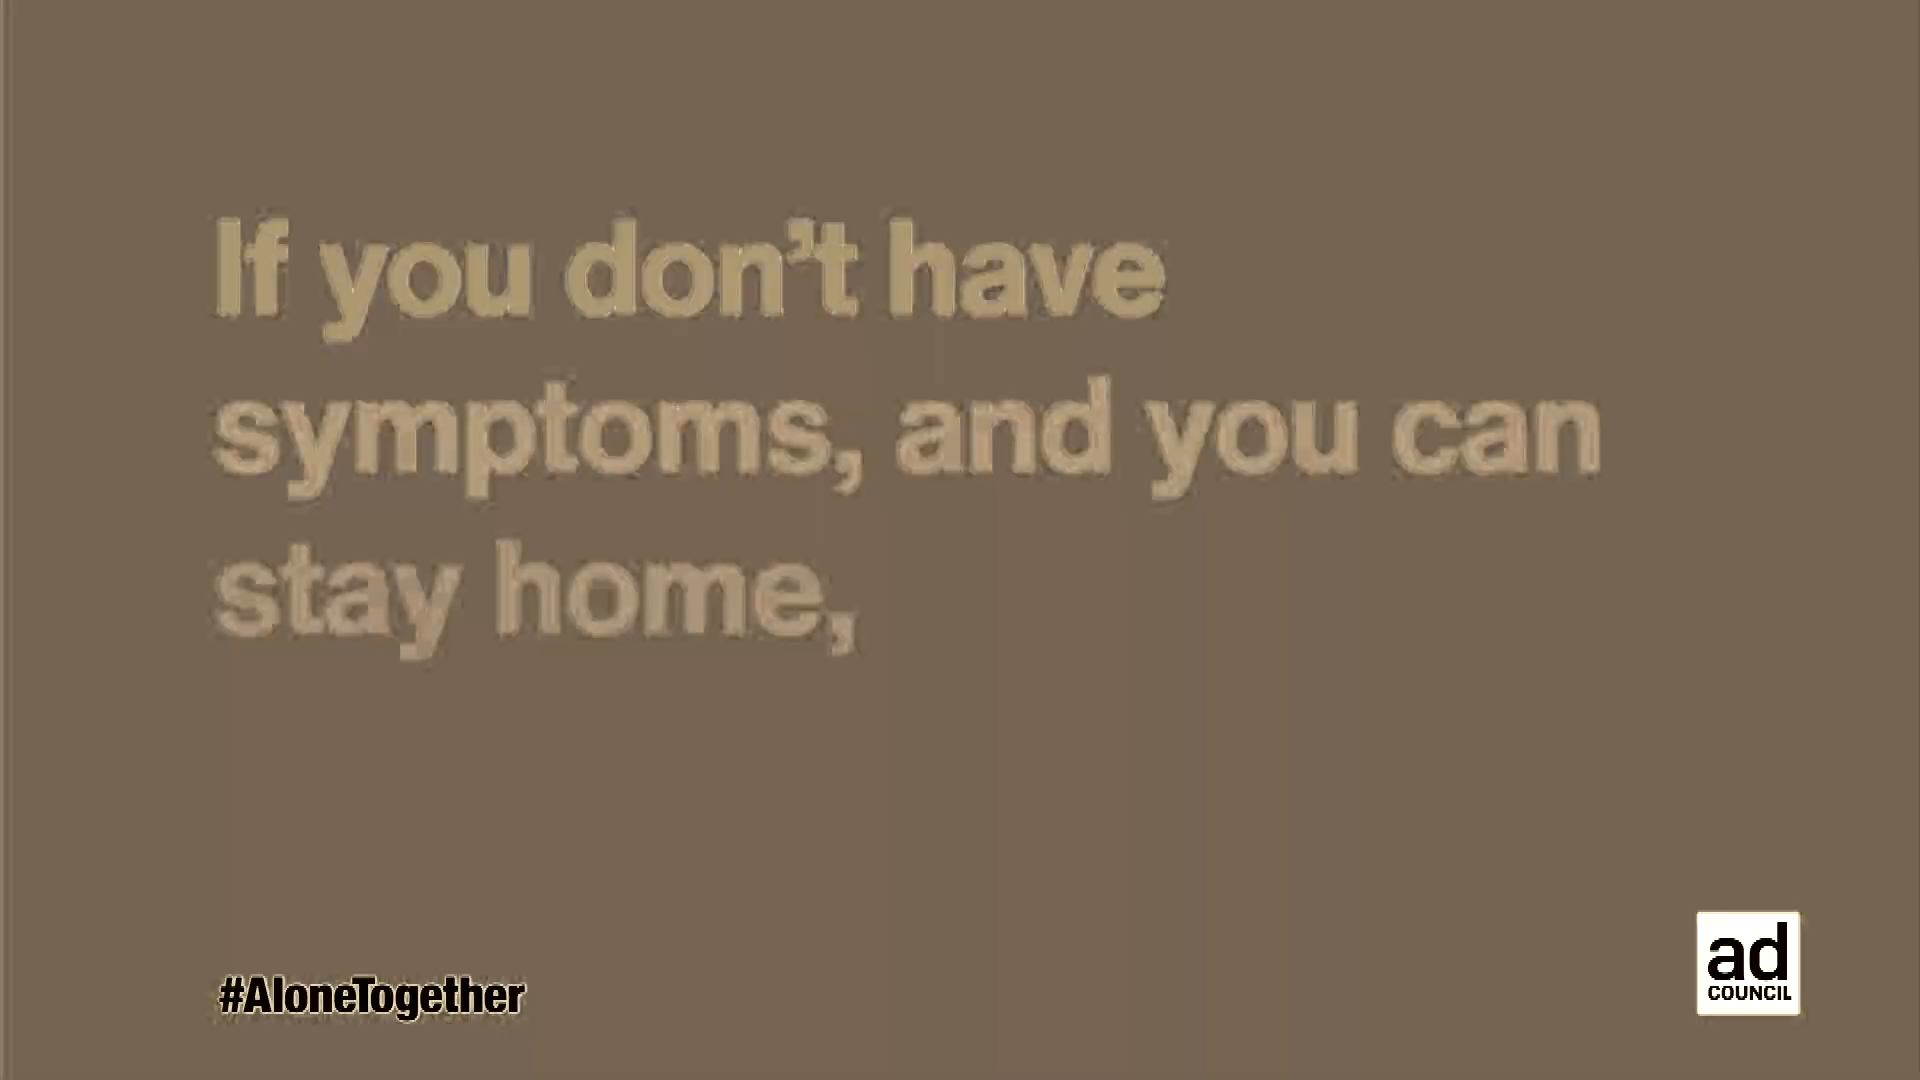 If you don’t have
symptoms, and you can
stay home,
#AloneTogether
ad
COUNCIL